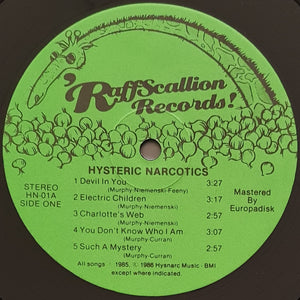 'RaffScallion
Records!
HYSTERIC NARCOTICS
STEREO
HN-01A
SIDE ONE
1 Devil in You 3:27
(Murphy-Niemenski-Feeny)
2 Electric Children 3:17
(Murphy-Niemenski)
3 Charlotte's Web 2:57
(Murphy-Niemenski)
4 You Don't Know Who I Am 2:51
(Murphy-Curran)
5 Such A Mystery 2:57
(Murphy-Curran)
Mastered By
Europadisk
All songs ©1985, ℗ 1986 Hysnarc Music - BMI
except where indicated.